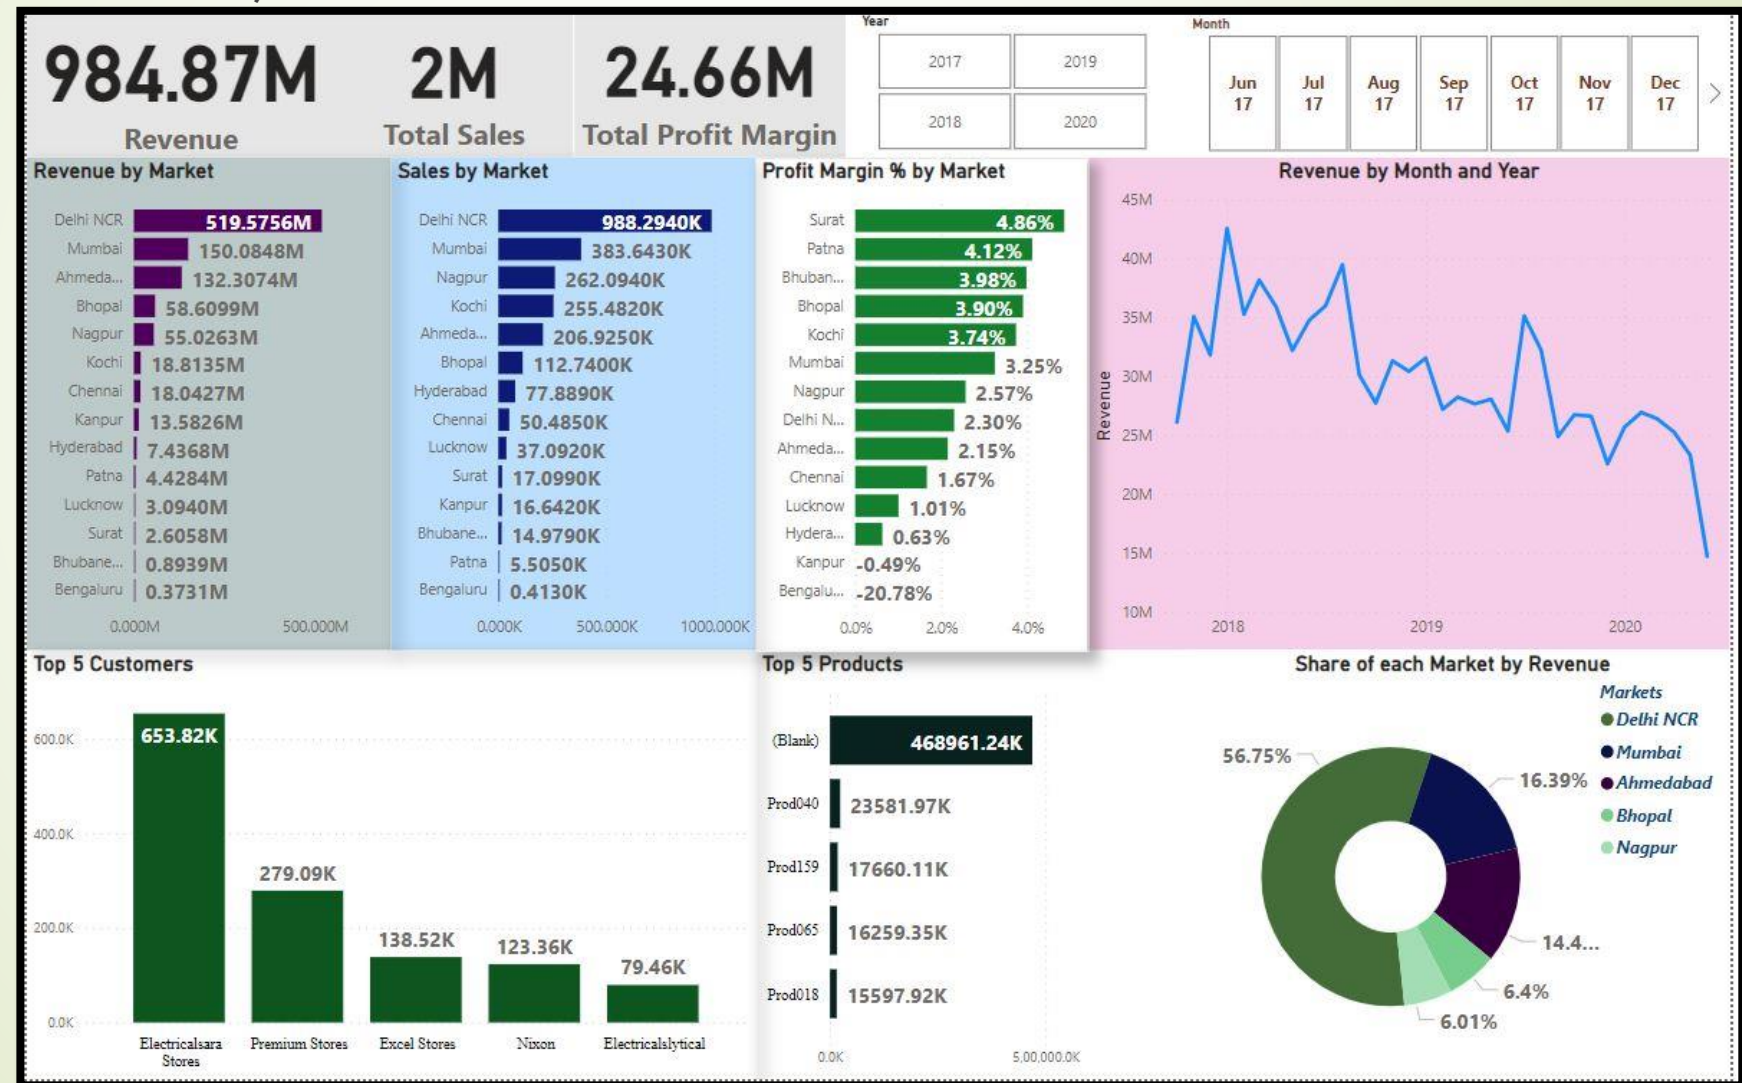 984.87M
Revenue
2M
Total Sales
24.66M
Total Profit Margin
Year
2017
2019
2018
2020
Month
Jun
17
Jul
17
Aug
17
Sep
17
Oct
17
Nov
17
Dec
17
Revenue by Market
Delhi NCR 519.5756M
Mumbai 150.0848M
Ahmeda... 132.3074M
Bhopal 58.6099M
Nagpur 55.0263M
Kochi 18.8135M
Chennai 18.0427M
Kanpur 13.5826M
Hyderabad 7.4368M
Patna 4.4284M
Lucknow 3.0940M
Surat 2.6058M
Bhubane... 0.8939M
Bengaluru 0.3731M
0.000M 500.000M
Sales by Market
Delhi NCR 988.2940K
Mumbai 383.6430K
Nagpur 262.0940K
Kochi 255.4820K
Ahmeda... 206.9250K
Bhopal 112.7400K
Hyderabad 77.8890K
Chennai 50.4850K
Lucknow 37.0920K
Surat 17.0990K
Kanpur 16.6420K
Bhubane... 14.9790K
Patna 5.5050K
Bengaluru 0.4130K
0.000K 500.000K 1000.000K
Profit Margin % by Market
Surat 4.86%
Patna 4.12%
Bhuban... 3.98%
Bhopal 3.90%
Kochi 3.74%
Mumbai 3.25%
Nagpur 2.57%
Delhi N... 2.30%
Ahmeda... 2.15%
Chennai 1.67%
Lucknow 1.01%
Hydera... 0.63%
Kanpur -0.49%
Bengalu... -20.78%
0.0% 2.0% 4.0%
Revenue by Month and Year
Revenue
45M
40M
35M
30M
25M
20M
15M
10M
2018 2019 2020
Top 5 Customers
600.0K
400.0K
200.0K
0.0K
653.82K
279.09K
138.52K
123.36K
79.46K
Electricalsara
Stores
Premium Stores
Excel Stores
Nixon
Electricalslytical
Top 5 Products
(Blank) 468961.24K
Prod040 23581.97K
Prod159 17660.11K
Prod065 16259.35K
Prod018 15597.92K
0.0K 5,00,000.0K
Share of each Market by Revenue
Markets
Delhi NCR
Mumbai
Ahmedabad
Bhopal
Nagpur
56.75%
16.39%
14.4...
6.4%
6.01%